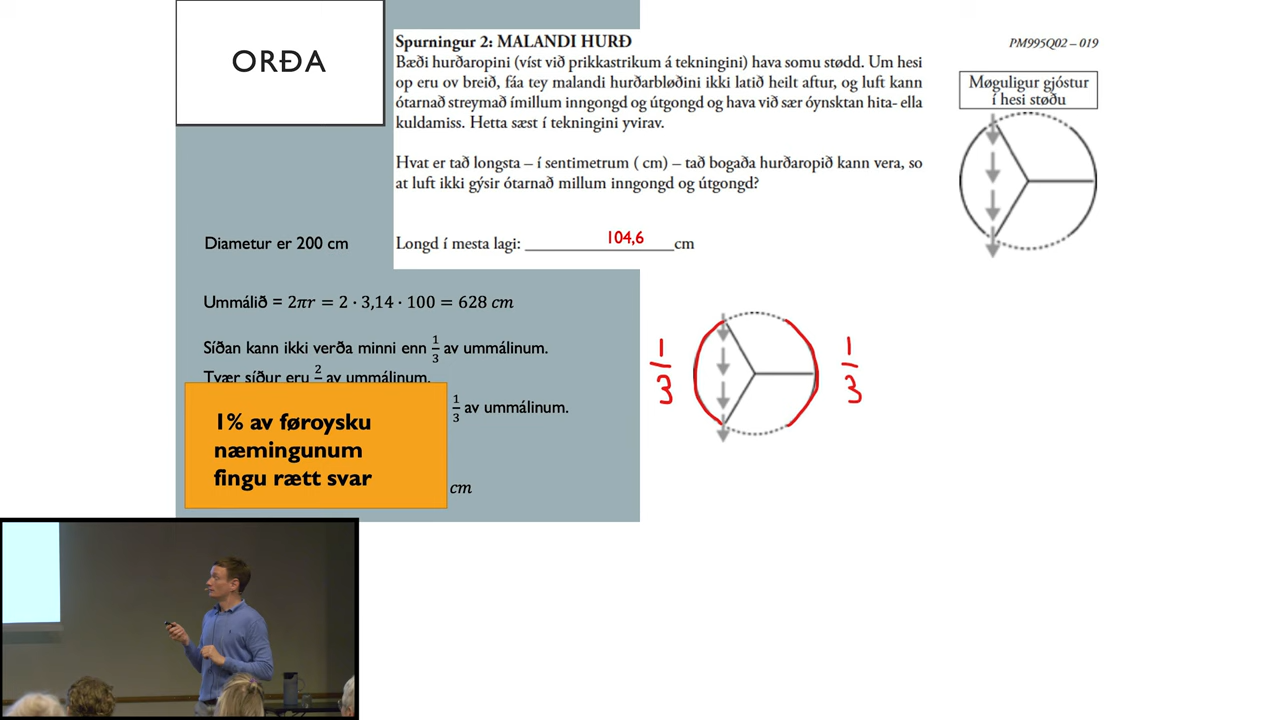 ORÐA
Spurningur 2: MALANDI HURÐ
Bæði hurðaropini (víst við prikkastrikum á tekningini) hava somu stødd. Um hesi
op eru ov breið, fáa tey malandi hurðarbløðini ikki latið heilt aftur, og luft kann
ótarnað streymað ímillum inngongd og útgongd og hava við sær óynsktan hita- ella
kuldamiss. Hetta sæst í tekningini yvirav.
Hvat er tað longsta – í sentimetrum ( cm) – tað bogaða hurðaropið kann vera, so
at luft ikki gýsir ótarnað millum inngongd og útgongd?
Longd í mesta lagi: ______________ cm
104,6
PM995Q02 – 019
Møguligur gjóstur
í hesi støðu
Diametur er 200 cm
Ummálið = 2πr = 2 · 3,14 · 100 = 628 cm
Síðan kann ikki verða minni enn 1/3 av ummálinum.
Tvær síður eru 2/ av ummálinum.
1/3 av ummálinum.
cm
1% av føroysku
næmingunum
fingu rætt svar
1/3
1/3